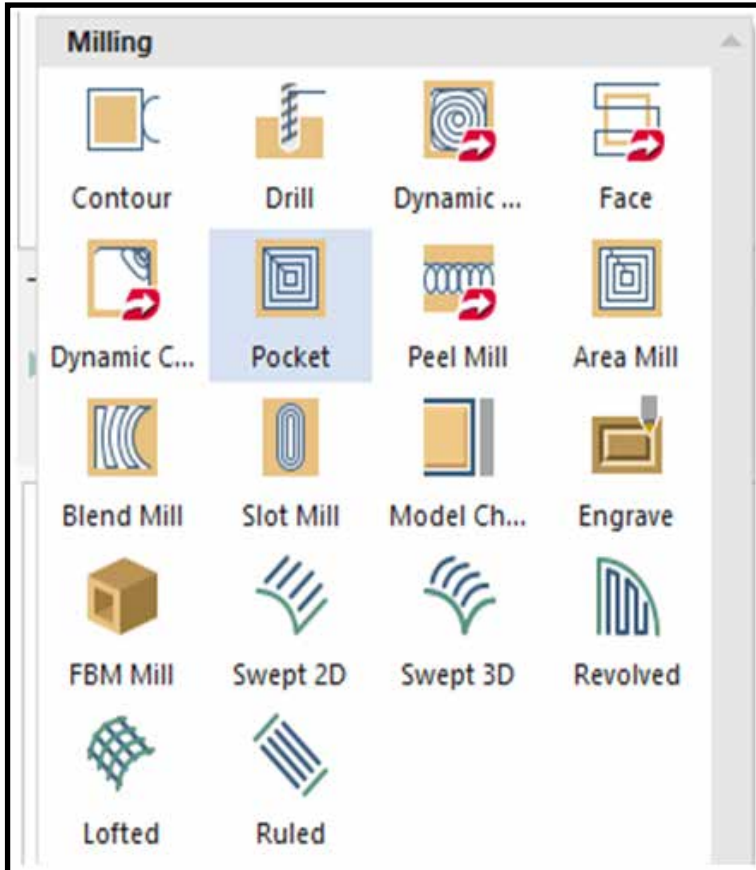 Milling
Contour Drill Dynamic ... Face
Dynamic C... Pocket Peel Mill Area Mill
Blend Mill Slot Mill Model Ch... Engrave
FBM Mill Swept 2D Swept 3D Revolved
Lofted Ruled